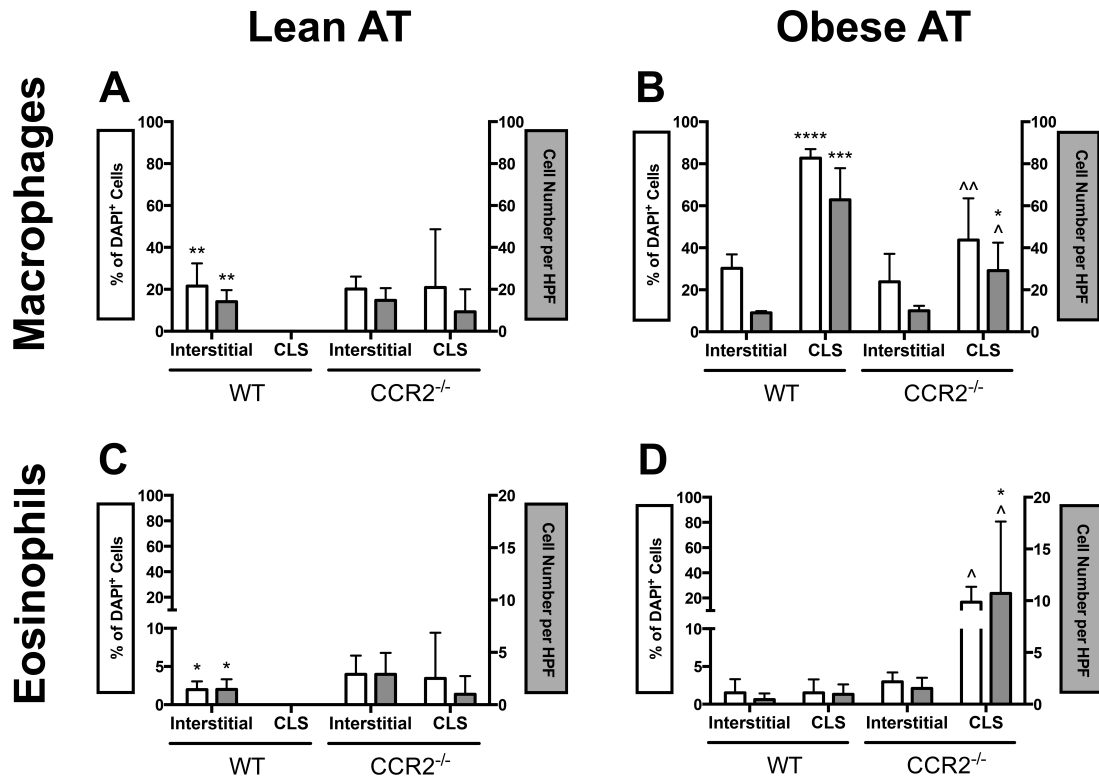 Lean AT
Obese AT
Macrophages
Eosinophils
A
% of DAPI+ Cells
100
80
60
40
20
0
** **
100
80
60
40
20
0
Cell Number per HPF
Interstitial CLS Interstitial CLS
WT CCR2-/-
B
% of DAPI+ Cells
100
80
60
40
20
0
**** ***
^^ *
^
100
80
60
40
20
0
Cell Number per HPF
Interstitial CLS Interstitial CLS
WT CCR2-/-
C
% of DAPI+ Cells
100
80
60
40
20
10
5
0
* *
20
15
10
5
0
Cell Number per HPF
Interstitial CLS Interstitial CLS
WT CCR2-/-
D
% of DAPI+ Cells
100
80
60
40
20
10
5
0
*
^ ^
20
15
10
5
0
Cell Number per HPF
Interstitial CLS Interstitial CLS
WT CCR2-/-